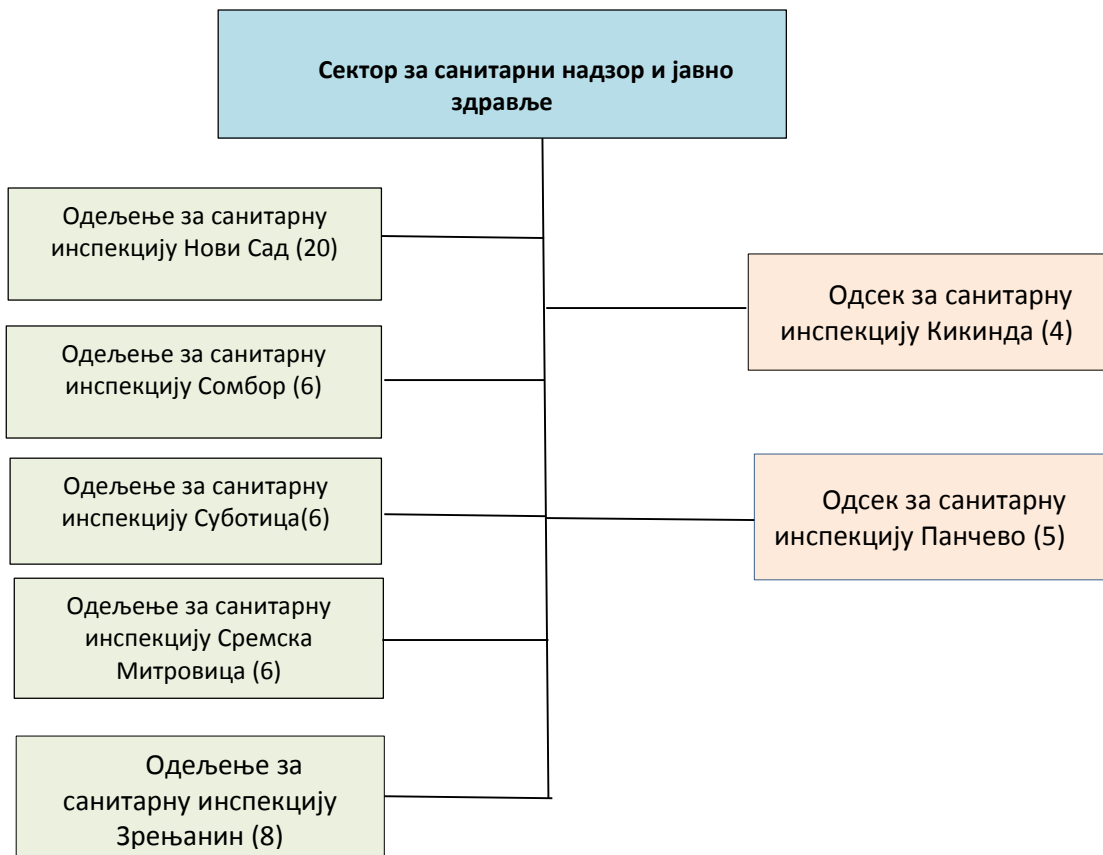 Сектор за санитарни надзор и јавно
здравље
Одељење за санитарну
инспекцију Нови Сад (20)
Одсек за санитарну
инспекцију Кикинда (4)
Одељење за санитарну
инспекцију Сомбор (6)
Одељење за санитарну
инспекцију Суботица(6)
Одсек за санитарну
инспекцију Панчево (5)
Одељење за санитарну
инспекцију Сремска
Митровица (6)
Одељење за
санитарну инспекцију
Зрењанин (8)